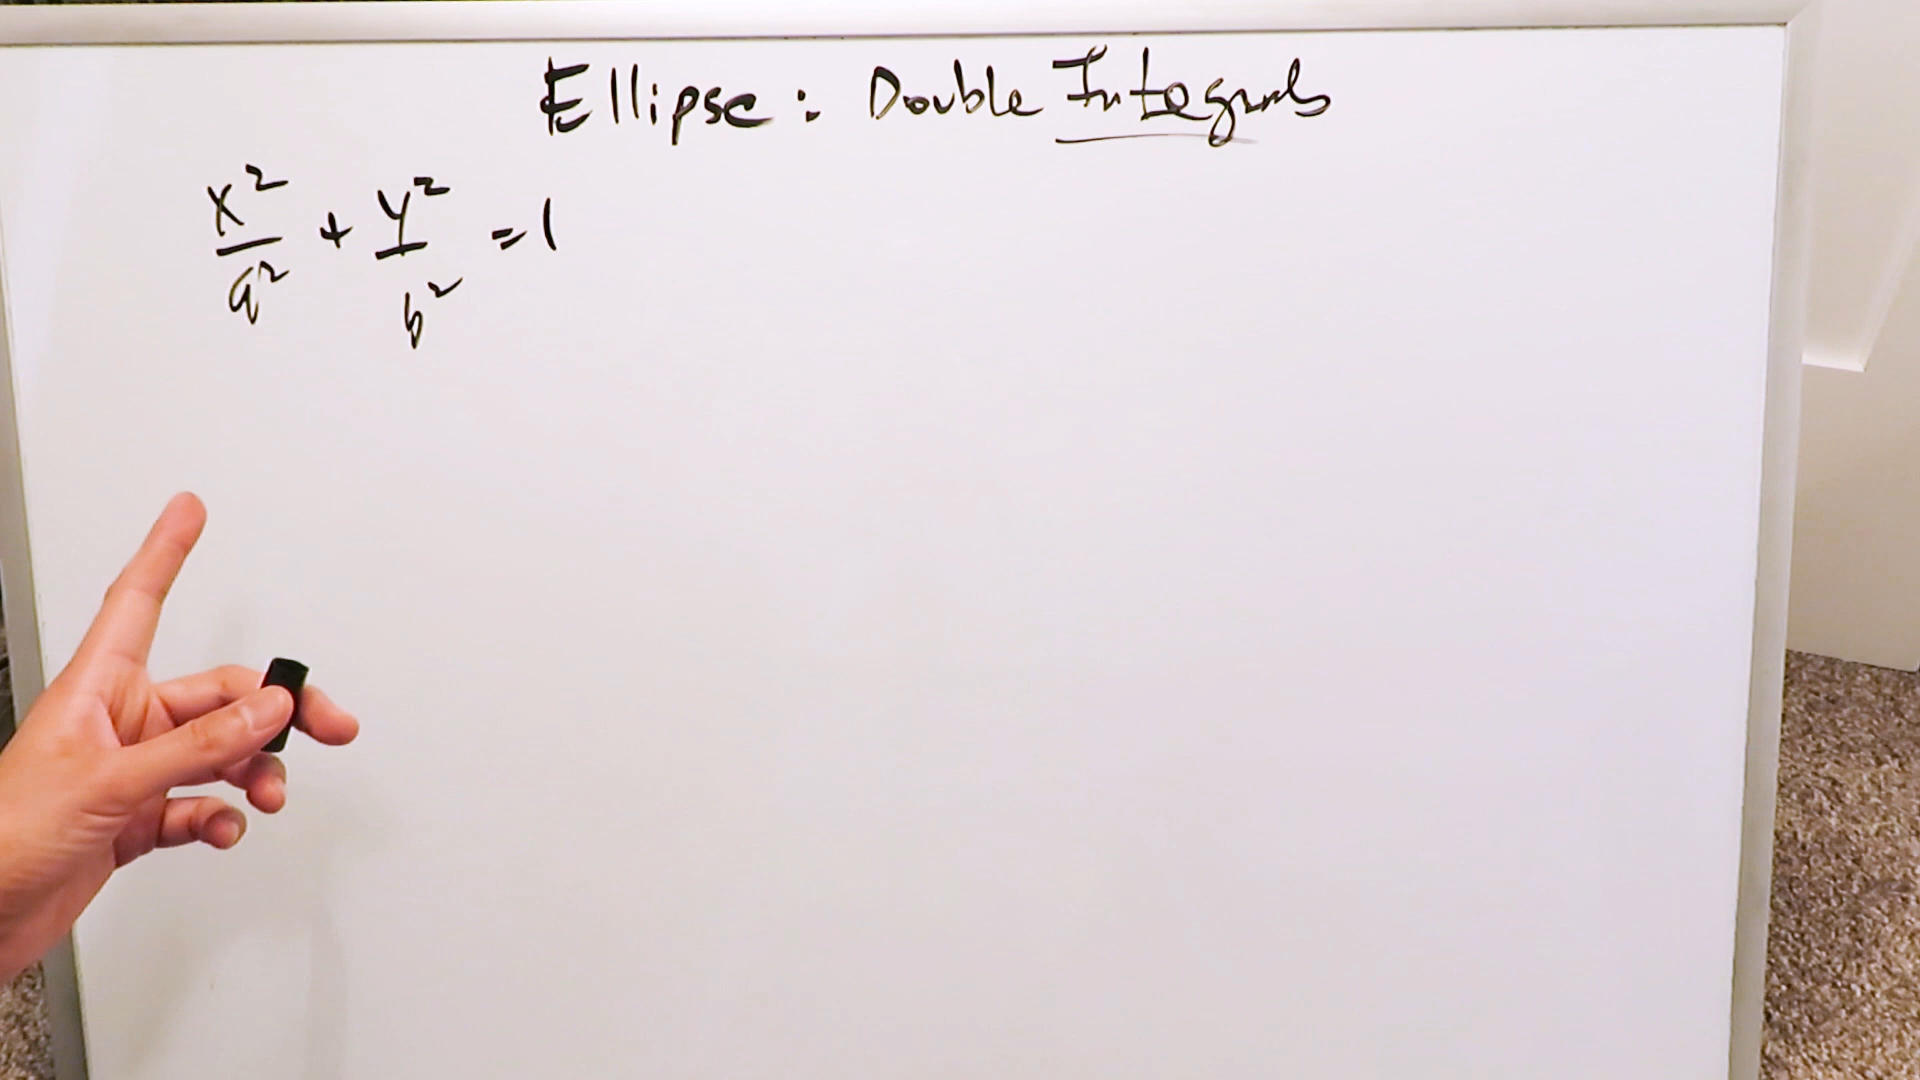 Ellipse: Double Integrals
x²/a² + y²/b² = 1